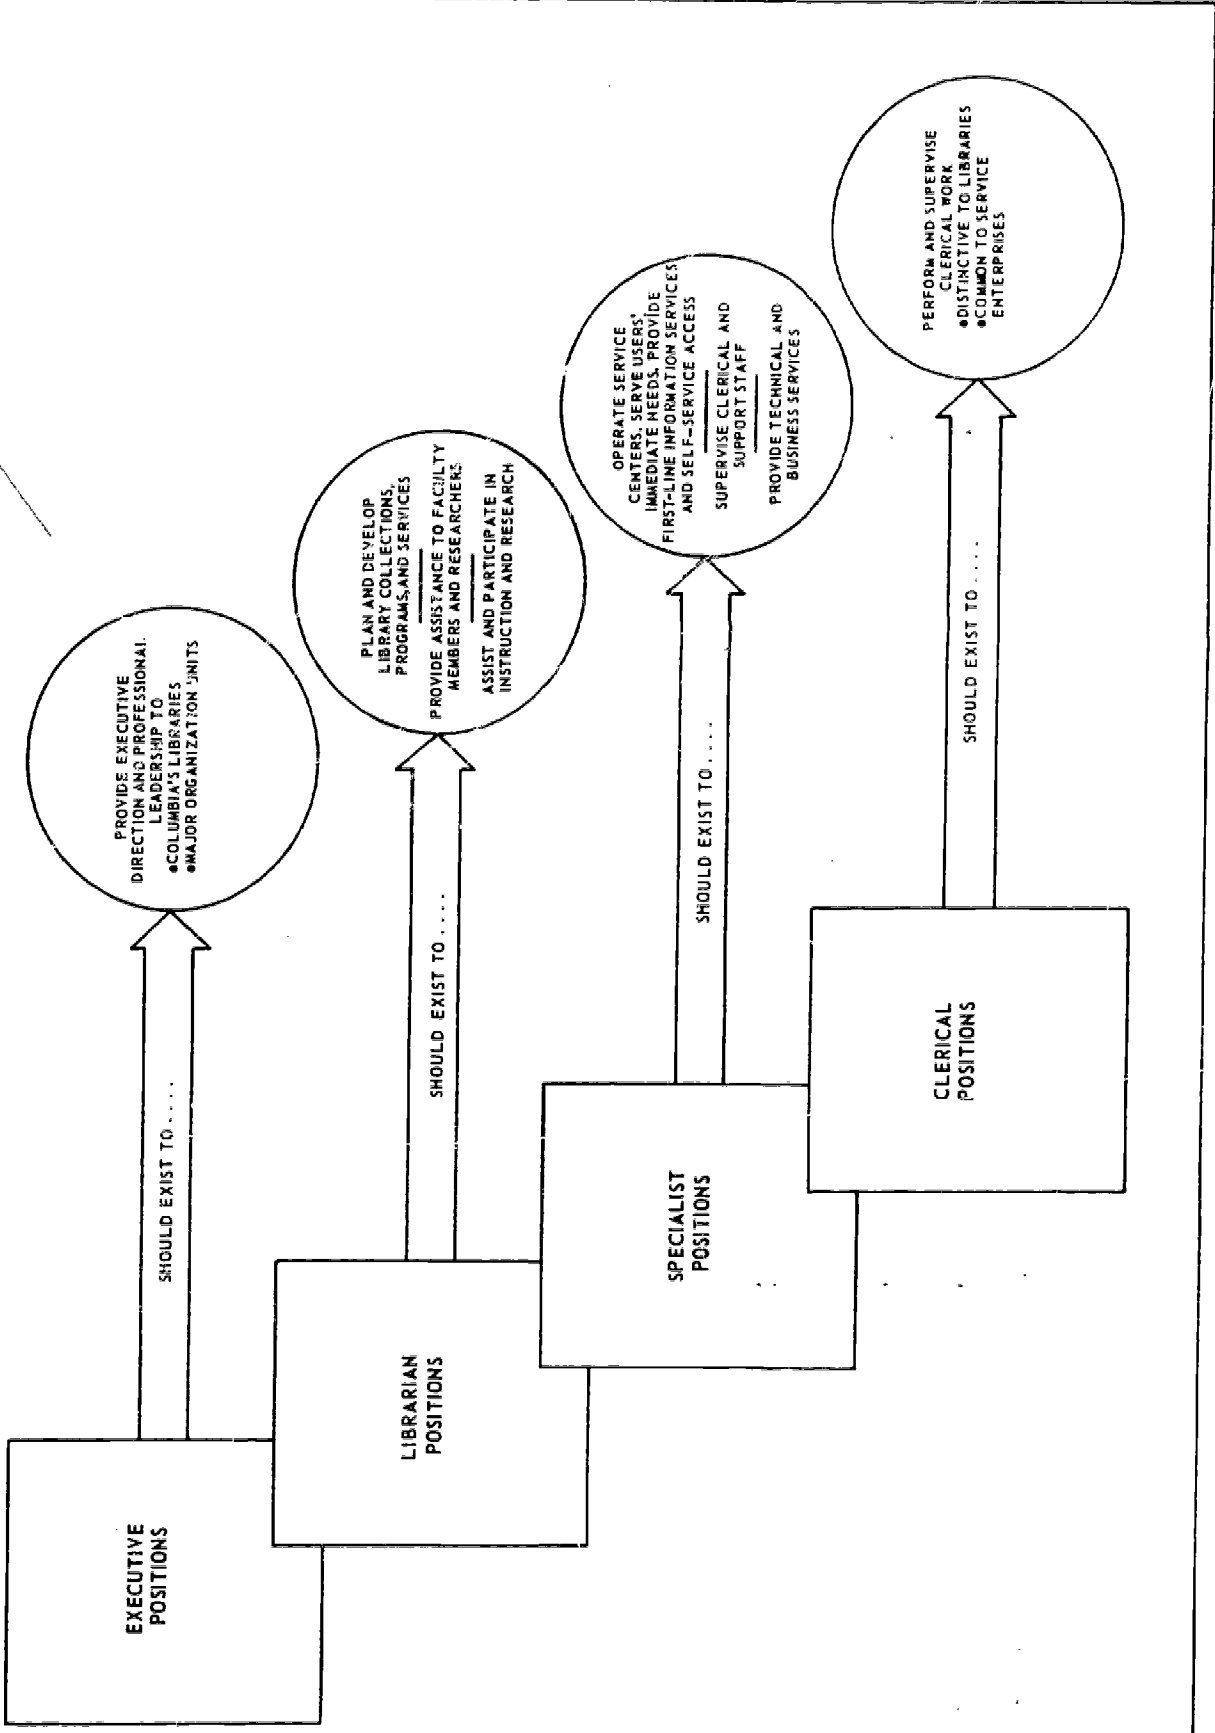 EXECUTIVE
POSITIONS
SHOULD EXIST TO....
PROVIDE EXECUTIVE
DIRECTION AND PROFESSIONAL
LEADERSHIP TO
●COLUMBIA'S LIBRARIES
●MAJOR ORGANIZATION UNITS
LIBRARIAN
POSITIONS
SHOULD EXIST TO....
PLAN AND DEVELOP
LIBRARY COLLECTIONS,
PROGRAMS, AND SERVICES
PROVIDE ASSISTANCE TO FACULTY
MEMBERS AND RESEARCHERS
ASSIST AND PARTICIPATE IN
INSTRUCTION AND RESEARCH
SPECIALIST
POSITIONS
SHOULD EXIST TO....
OPERATE SERVICE
CENTERS, SERVE USERS'
IMMEDIATE NEEDS, PROVIDE
FIRST-LINE INFORMATION SERVICES
AND SELF-SERVICE ACCESS
SUPERVISE CLERICAL AND
SUPPORT STAFF
PROVIDE TECHNICAL AND
BUSINESS SERVICES
CLERICAL
POSITIONS
SHOULD EXIST TO....
PERFORM AND SUPERVISE
CLERICAL WORK
●DISTINCTIVE TO LIBRARIES
●COMMON TO SERVICE
ENTERPRISES